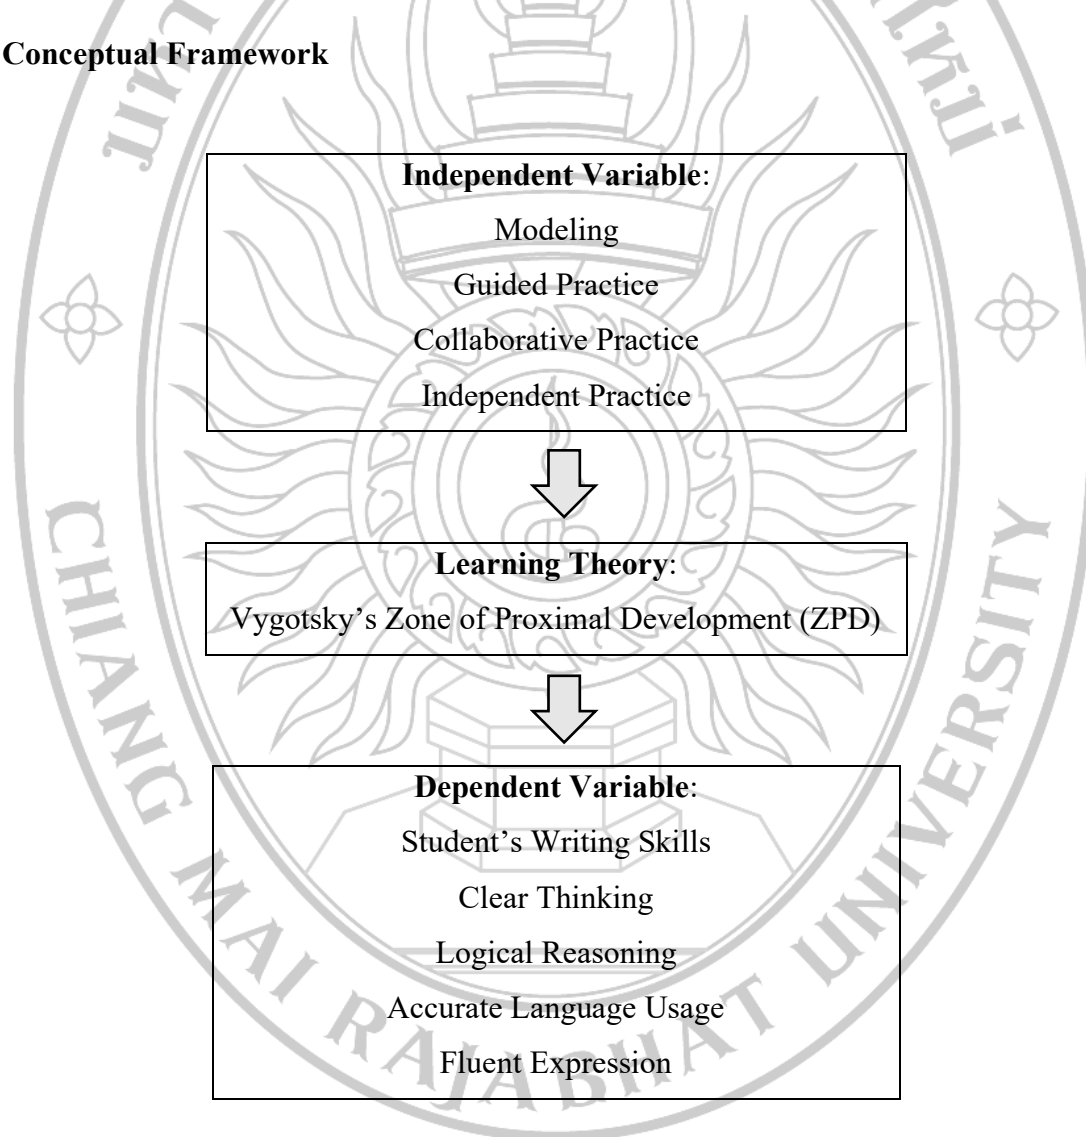 Conceptual Framework
Independent Variable:
Modeling
Guided Practice
Collaborative Practice
Independent Practice
Learning Theory:
Vygotsky’s Zone of Proximal Development (ZPD)
Dependent Variable:
Student’s Writing Skills
Clear Thinking
Logical Reasoning
Accurate Language Usage
Fluent Expression
CHIANG MAI RAJABHAT UNIVERSITY